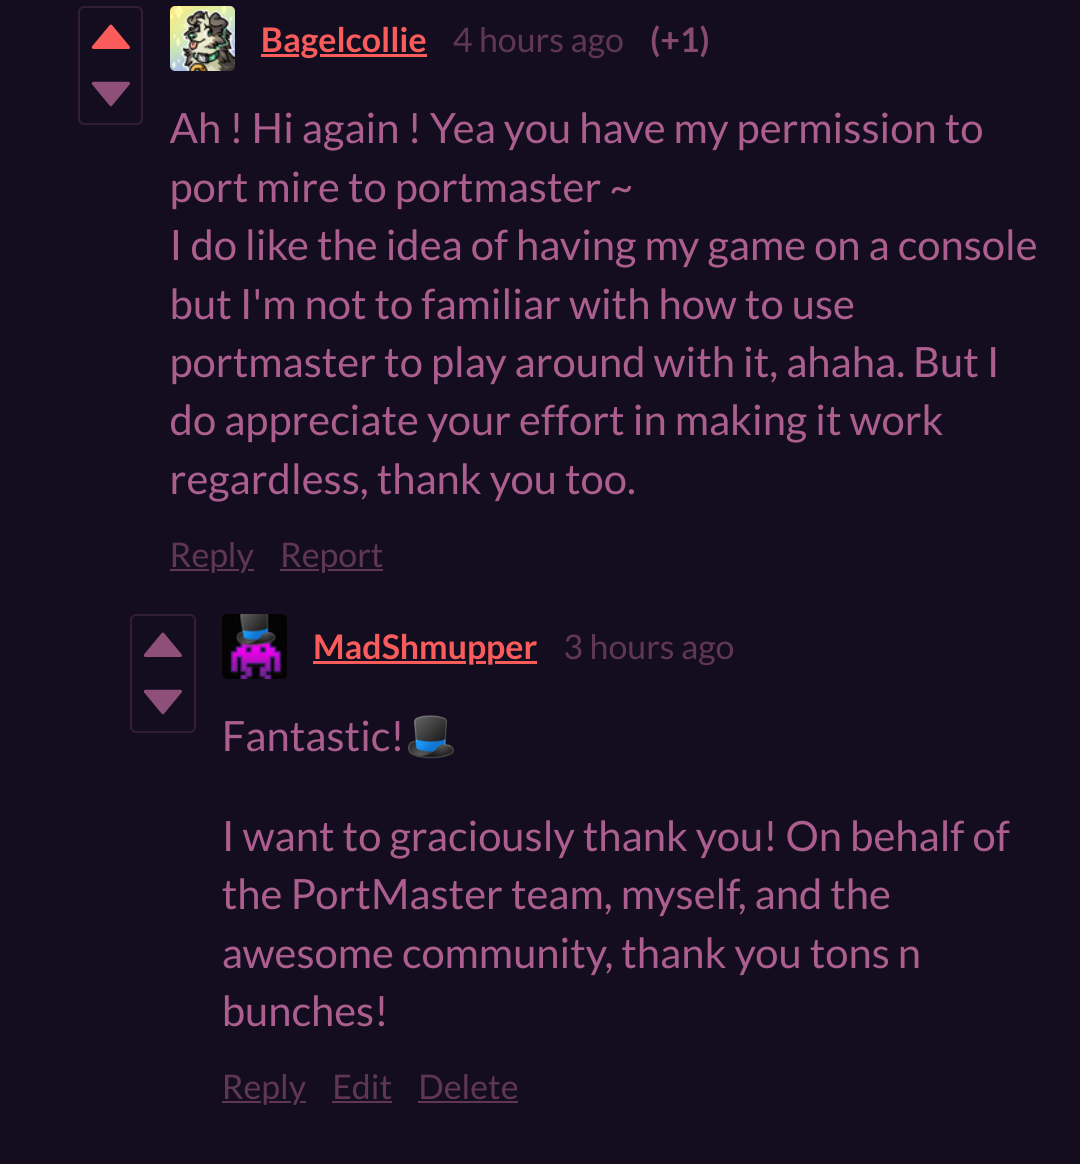 Bagelcollie 4 hours ago (+1)
Ah ! Hi again ! Yea you have my permission to
port mire to portmaster ~
I do like the idea of having my game on a console
but I'm not to familiar with how to use
portmaster to play around with it, ahaha. But I
do appreciate your effort in making it work
regardless, thank you too.
Reply Report
MadShmupper 3 hours ago
Fantastic!🎩
I want to graciously thank you! On behalf of
the PortMaster team, myself, and the
awesome community, thank you tons n
bunches!
Reply Edit Delete